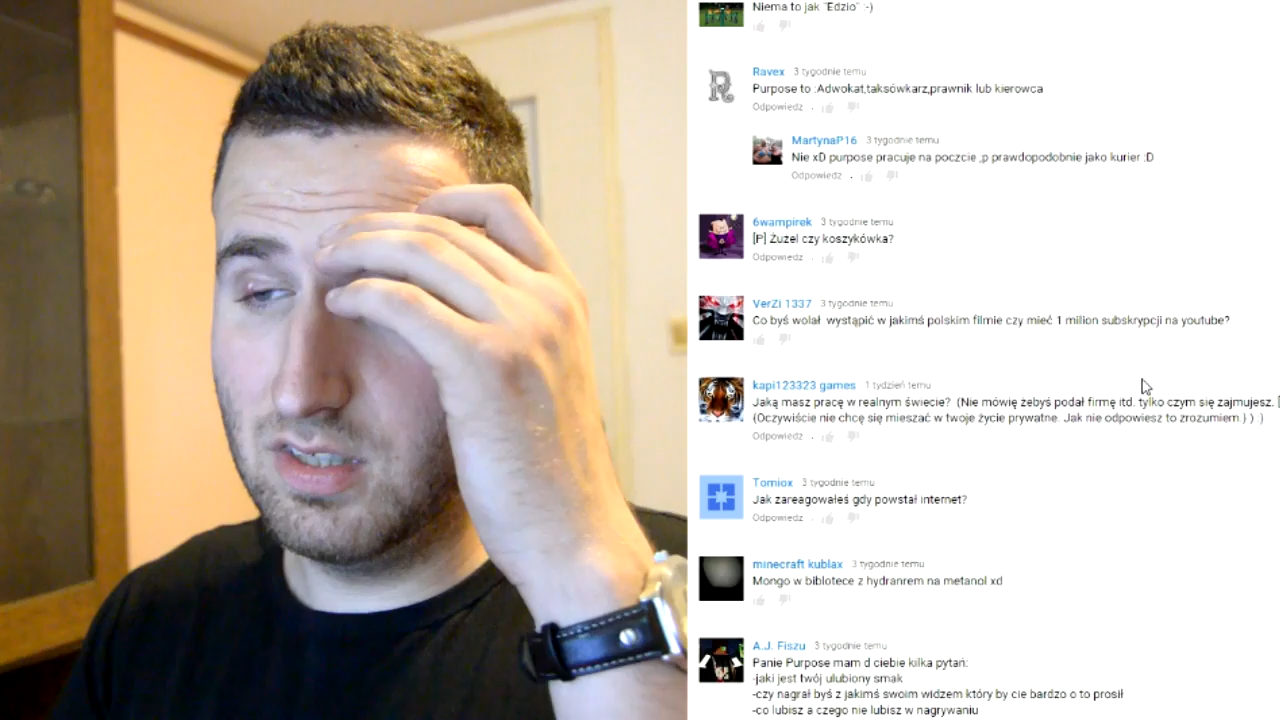 Niema to jak "Edzio" :-)
Ravex 3 tygodnie temu
Purpose to :Adwokat,taksówkarz,prawnik lub kierowca
Odpowiedz
MartynaP16 3 tygodnie temu
Nie xD purpose pracuje na poczcie ;p prawdopodobnie jako kurier :D
Odpowiedz
6wampirek 3 tygodnie temu
[P] Żużel czy koszykówka?
Odpowiedz
VerZi 1337 3 tygodnie temu
Co byś wolał wystąpić w jakimś polskim filmie czy mieć 1 milion subskrypcji na youtube?
kapi123323 games 1 tydzień temu
Jaką masz pracę w realnym świecie? (Nie mówię żebyś podał firmę itd. tylko czym się zajmujesz. [
(Oczywiście nie chcę się mieszać w twoje życie prywatne. Jak nie odpowiesz to zrozumiem.) ) :)
Odpowiedz
Tomiox 3 tygodnie temu
Jak zareagowałeś gdy powstał internet?
Odpowiedz
minecraft kublax 3 tygodnie temu
Mongo w biblotece z hydranrem na metanol xd
A.J. Fiszu 3 tygodnie temu
Panie Purpose mam d ciebie kilka pytań:
-jaki jest twój ulubiony smak
-czy nagrał byś z jakimś swoim widzem który by cie bardzo o to prosił
-co lubisz a czego nie lubisz w nagrywaniu